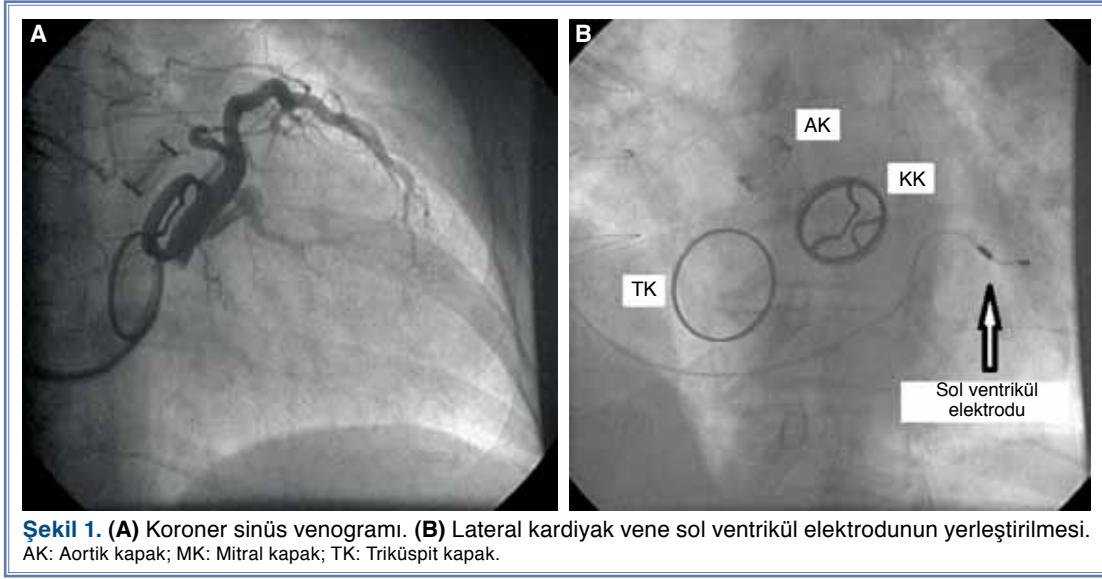 A
B
AK
KK
TK
Sol ventrikül
elektrodu
Şekil 1. (A) Koroner sinüs venogramı. (B) Lateral kardiyak vene sol ventrikül elektrodunun yerleştirilmesi.
AK: Aortik kapak; MK: Mitral kapak; TK: Triküspit kapak.